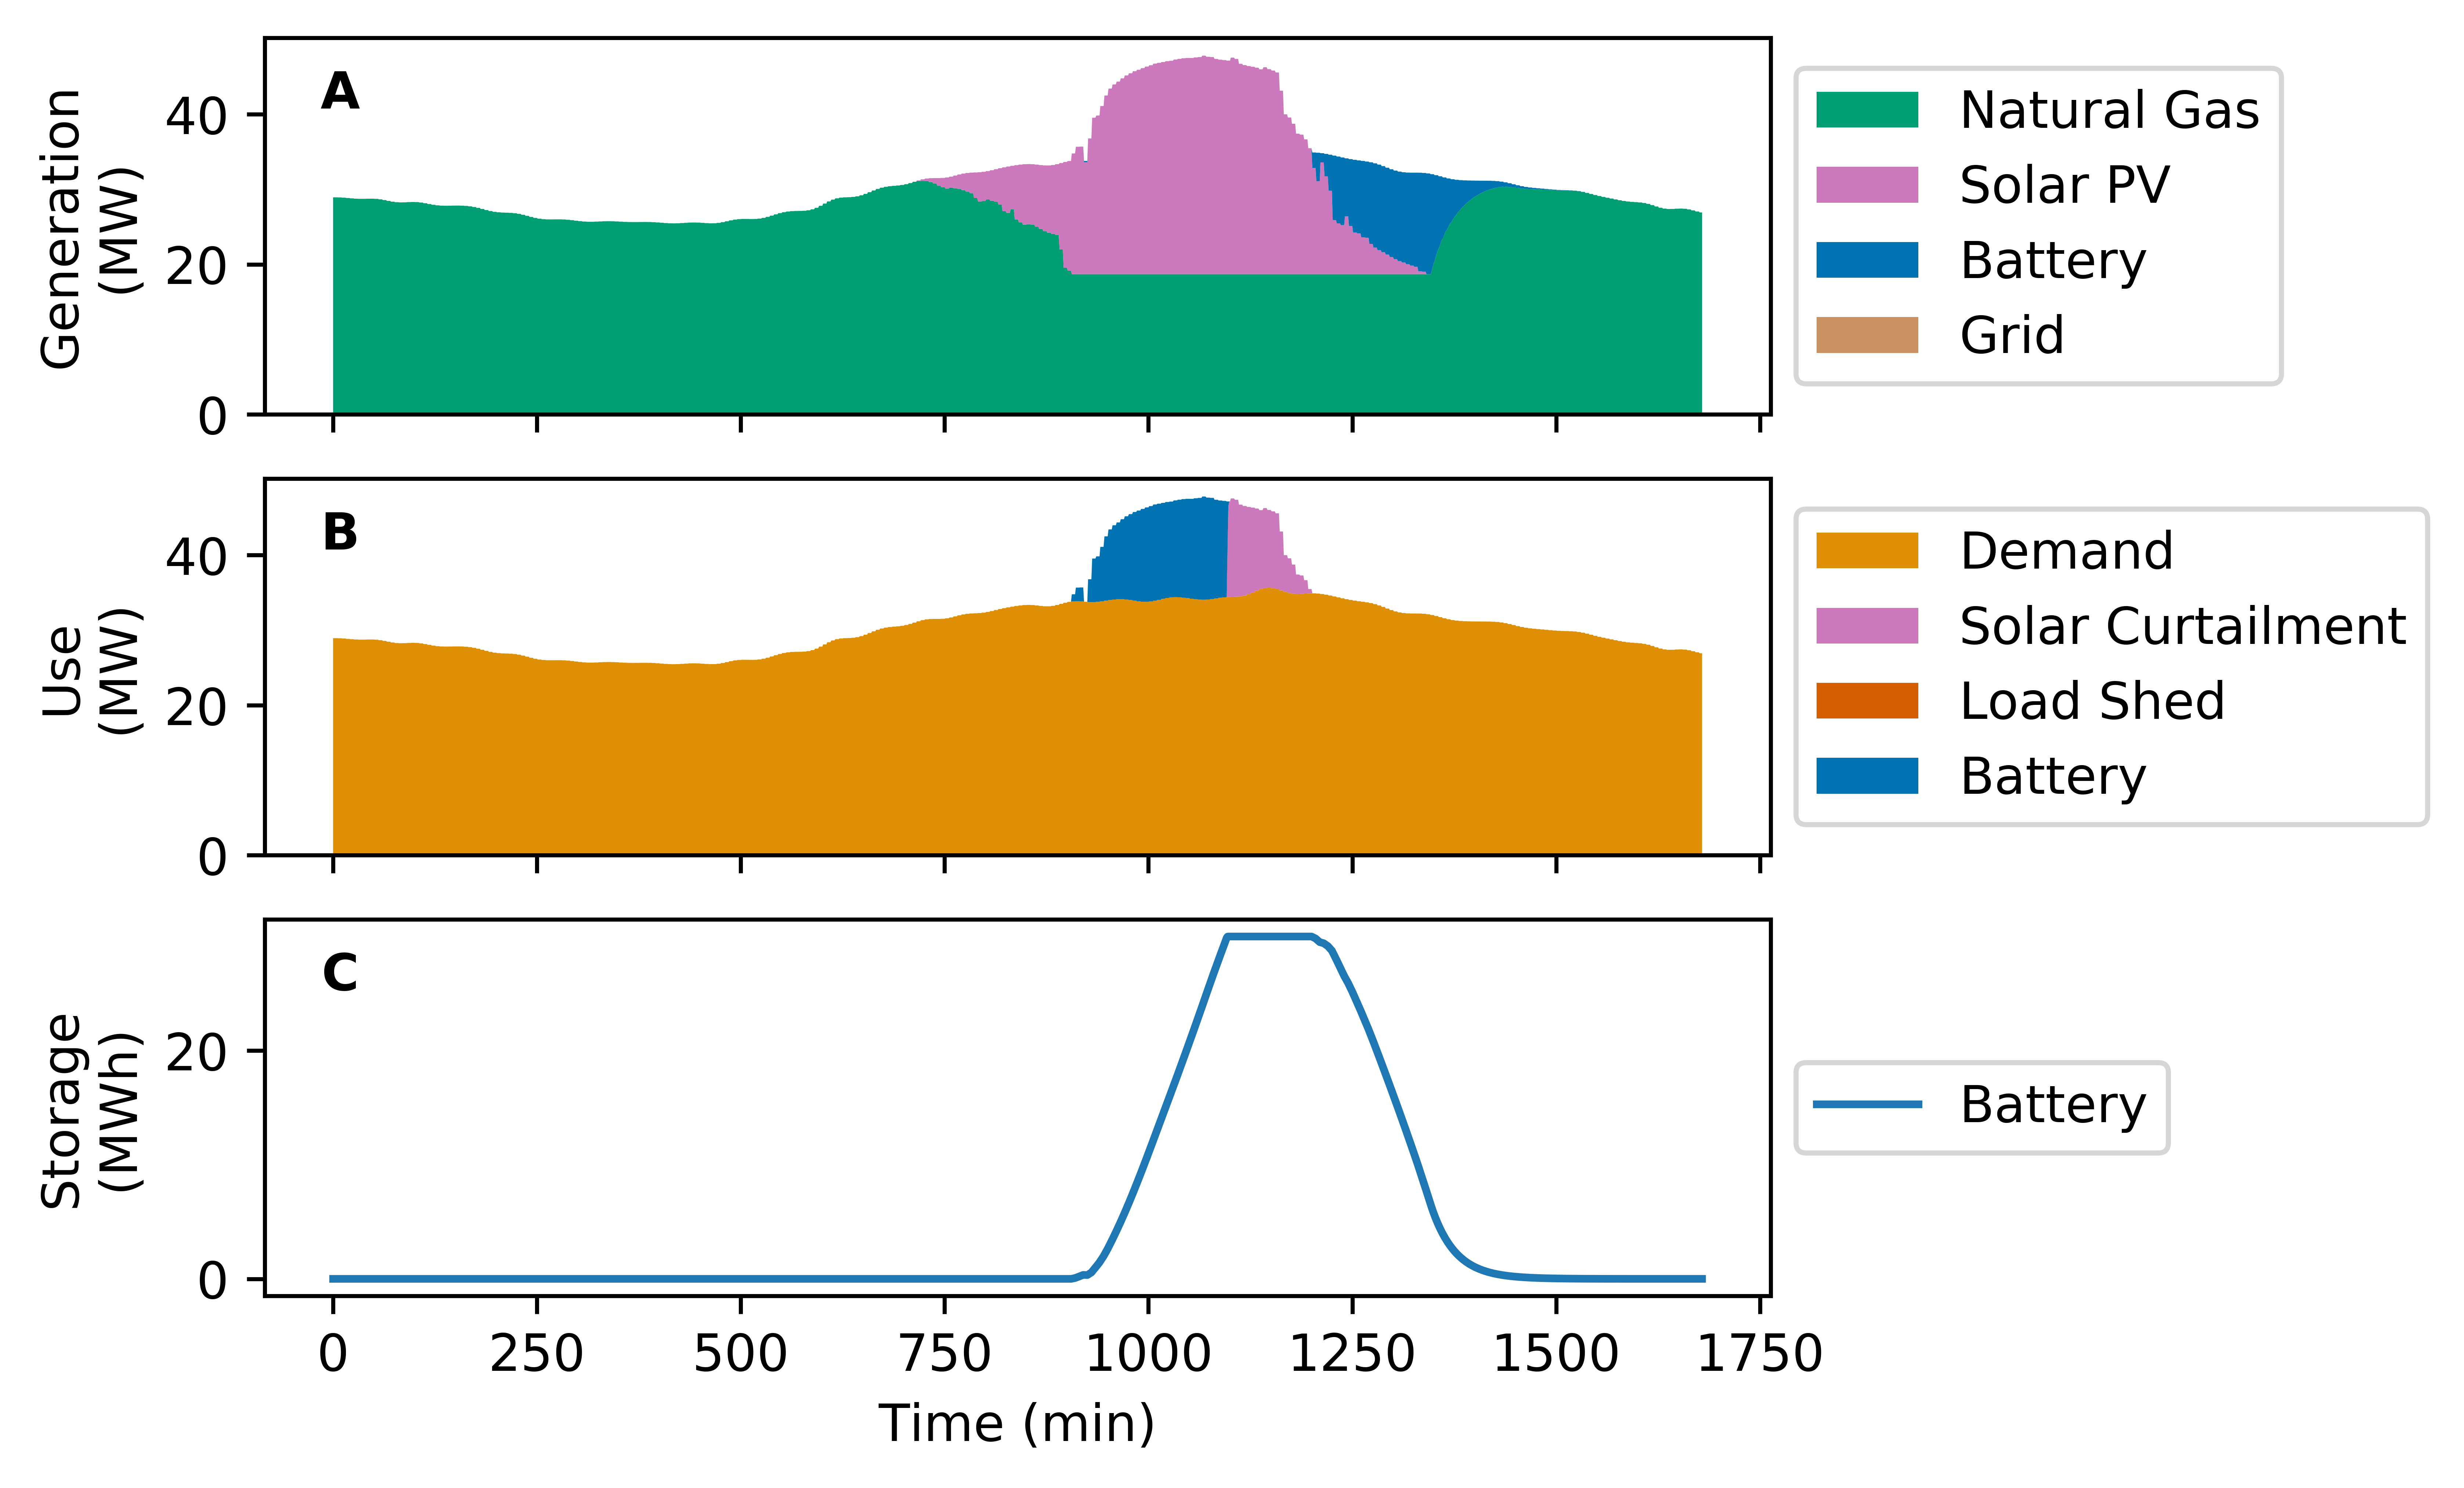 A
Generation
(MW)
40
20
0
Natural Gas
Solar PV
Battery
Grid
B
Use
(MW)
40
20
0
Demand
Solar Curtailment
Load Shed
Battery
C
Storage
(MWh)
20
0
Battery
0 250 500 750 1000 1250 1500 1750
Time (min)